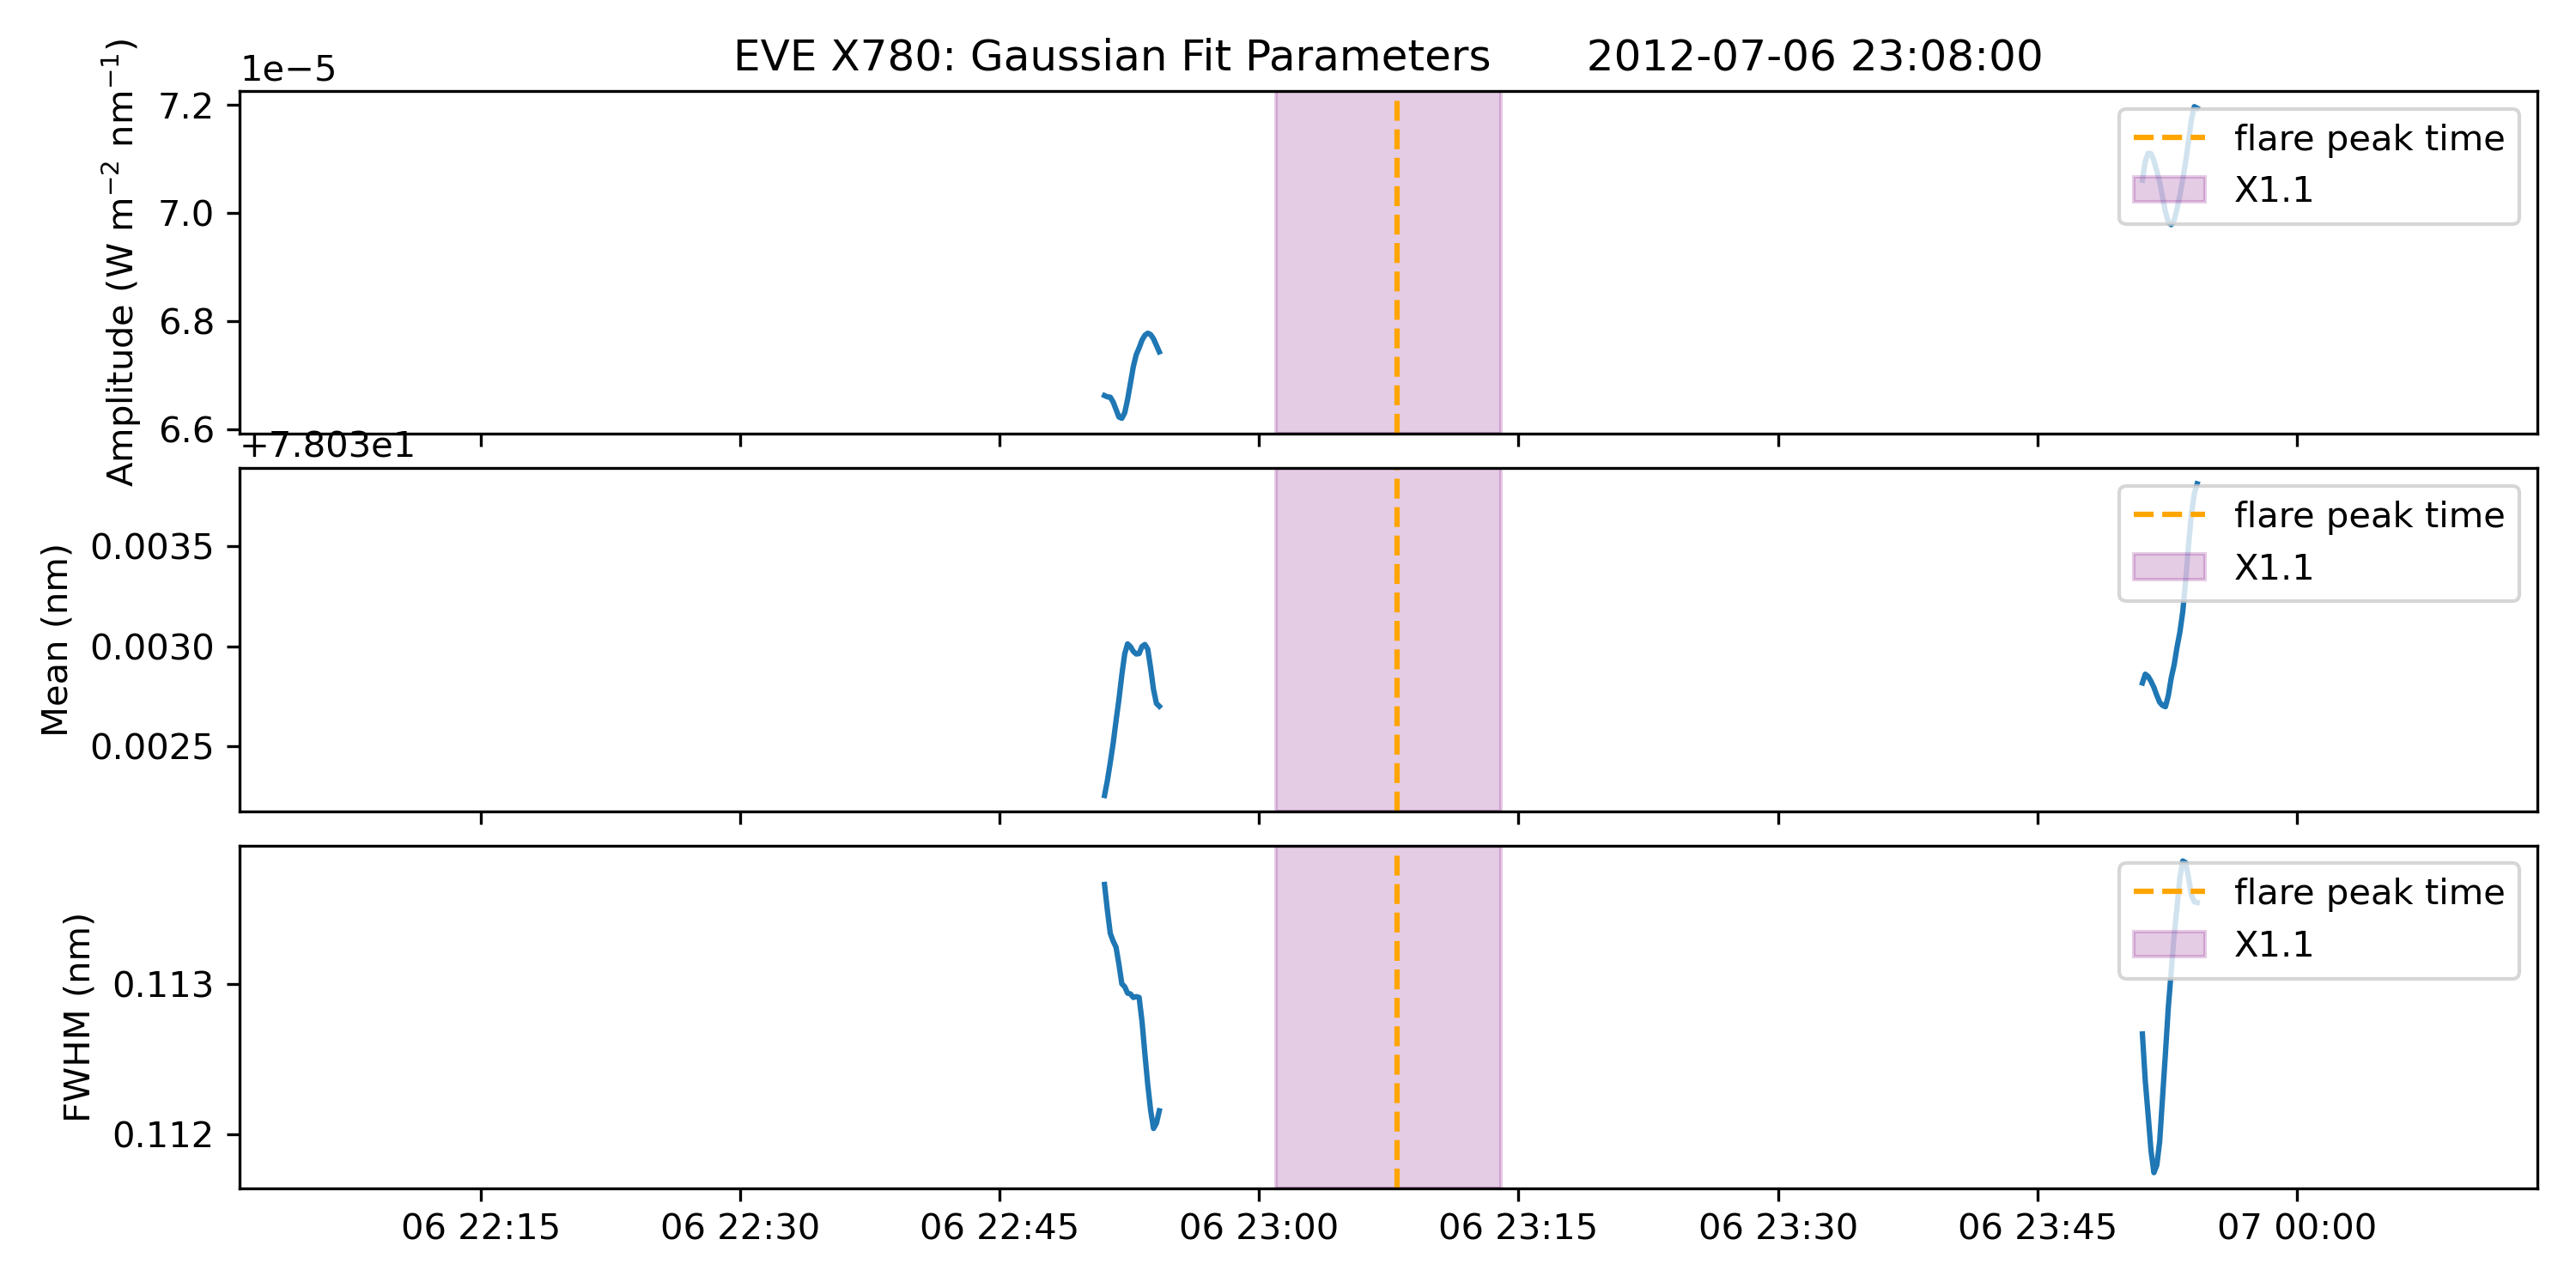 EVE X780: Gaussian Fit Parameters 2012-07-06 23:08:00
1e−5
Amplitude (W m⁻² nm⁻¹)
7.2
7.0
6.8
6.6
flare peak time
X1.1
+7.803e1
Mean (nm)
0.0035
0.0030
0.0025
flare peak time
X1.1
FWHM (nm)
0.113
0.112
flare peak time
X1.1
06 22:15 06 22:30 06 22:45 06 23:00 06 23:15 06 23:30 06 23:45 07 00:00